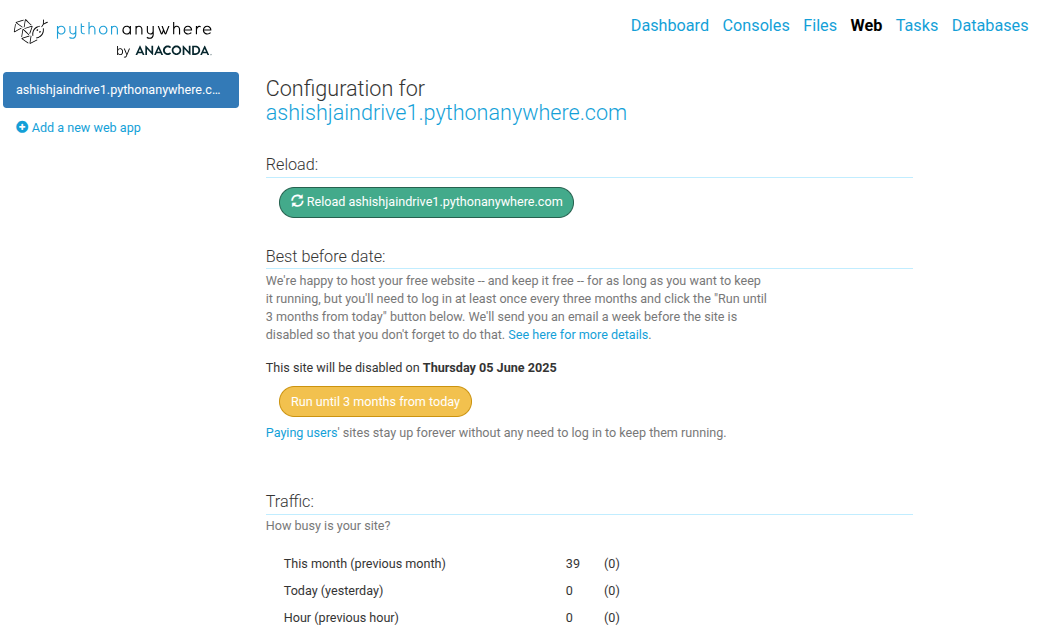 pythonanywhere
by ANACONDA.
Dashboard Consoles Files Web Tasks Databases
ashishjaindrive1.pythonanywhere.c...
Add a new web app
Configuration for
ashishjaindrive1.pythonanywhere.com
Reload:
Reload ashishjaindrive1.pythonanywhere.com
Best before date:
We're happy to host your free website -- and keep it free -- for as long as you want to keep
it running, but you'll need to log in at least once every three months and click the "Run until
3 months from today" button below. We'll send you an email a week before the site is
disabled so that you don't forget to do that. See here for more details.
This site will be disabled on Thursday 05 June 2025
Run until 3 months from today
Paying users' sites stay up forever without any need to log in to keep them running.
Traffic:
How busy is your site?
This month (previous month) 39 (0)
Today (yesterday) 0 (0)
Hour (previous hour) 0 (0)